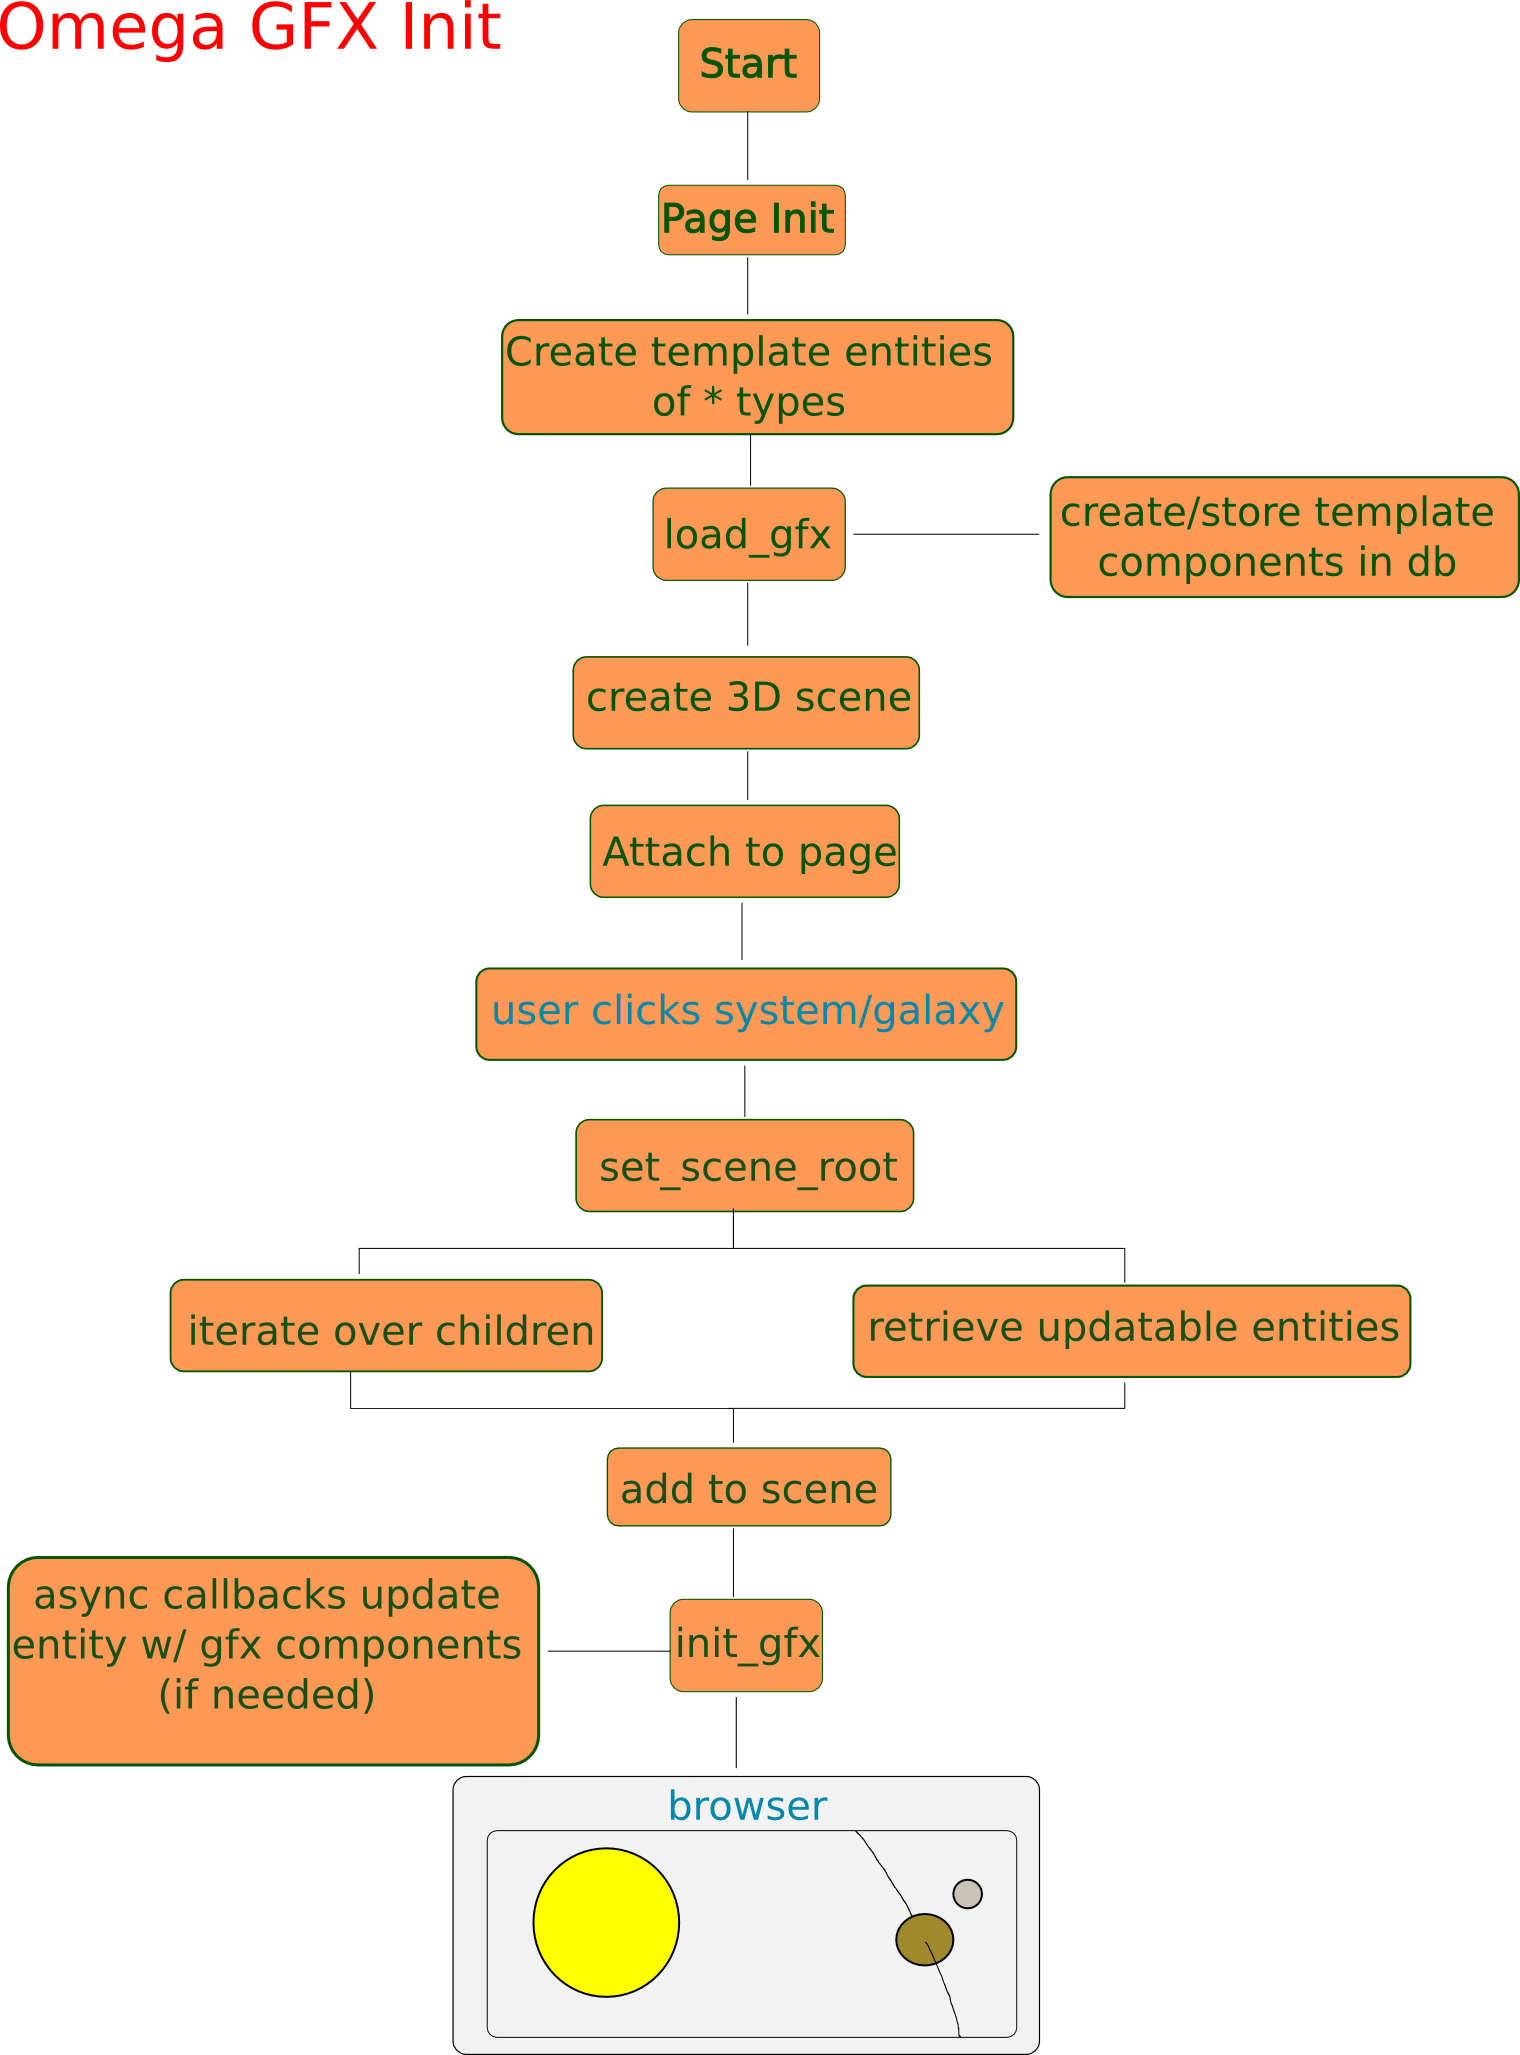 Omega GFX Init
Start
Page Init
Create template entities
of * types
load_gfx
create/store template
components in db
create 3D scene
Attach to page
user clicks system/galaxy
set_scene_root
iterate over children
retrieve updatable entities
add to scene
async callbacks update
entity w/ gfx components
(if needed)
init_gfx
browser